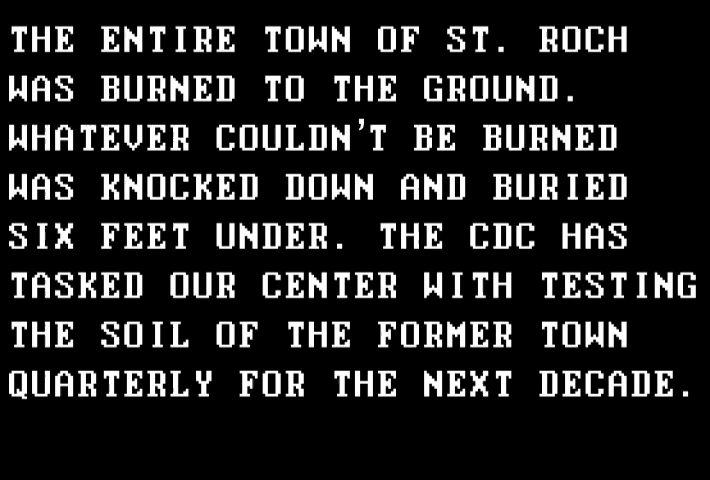 THE ENTIRE TOWN OF ST. ROCH
WAS BURNED TO THE GROUND.
WHATEVER COULDN'T BE BURNED
WAS KNOCKED DOWN AND BURIED
SIX FEET UNDER. THE CDC HAS
TASKED OUR CENTER WITH TESTING
THE SOIL OF THE FORMER TOWN
QUARTERLY FOR THE NEXT DECADE.